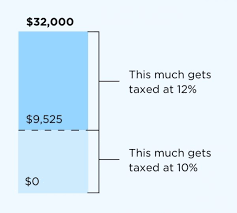 $32,000
This much gets
taxed at 12%
$9,525
This much gets
taxed at 10%
$0